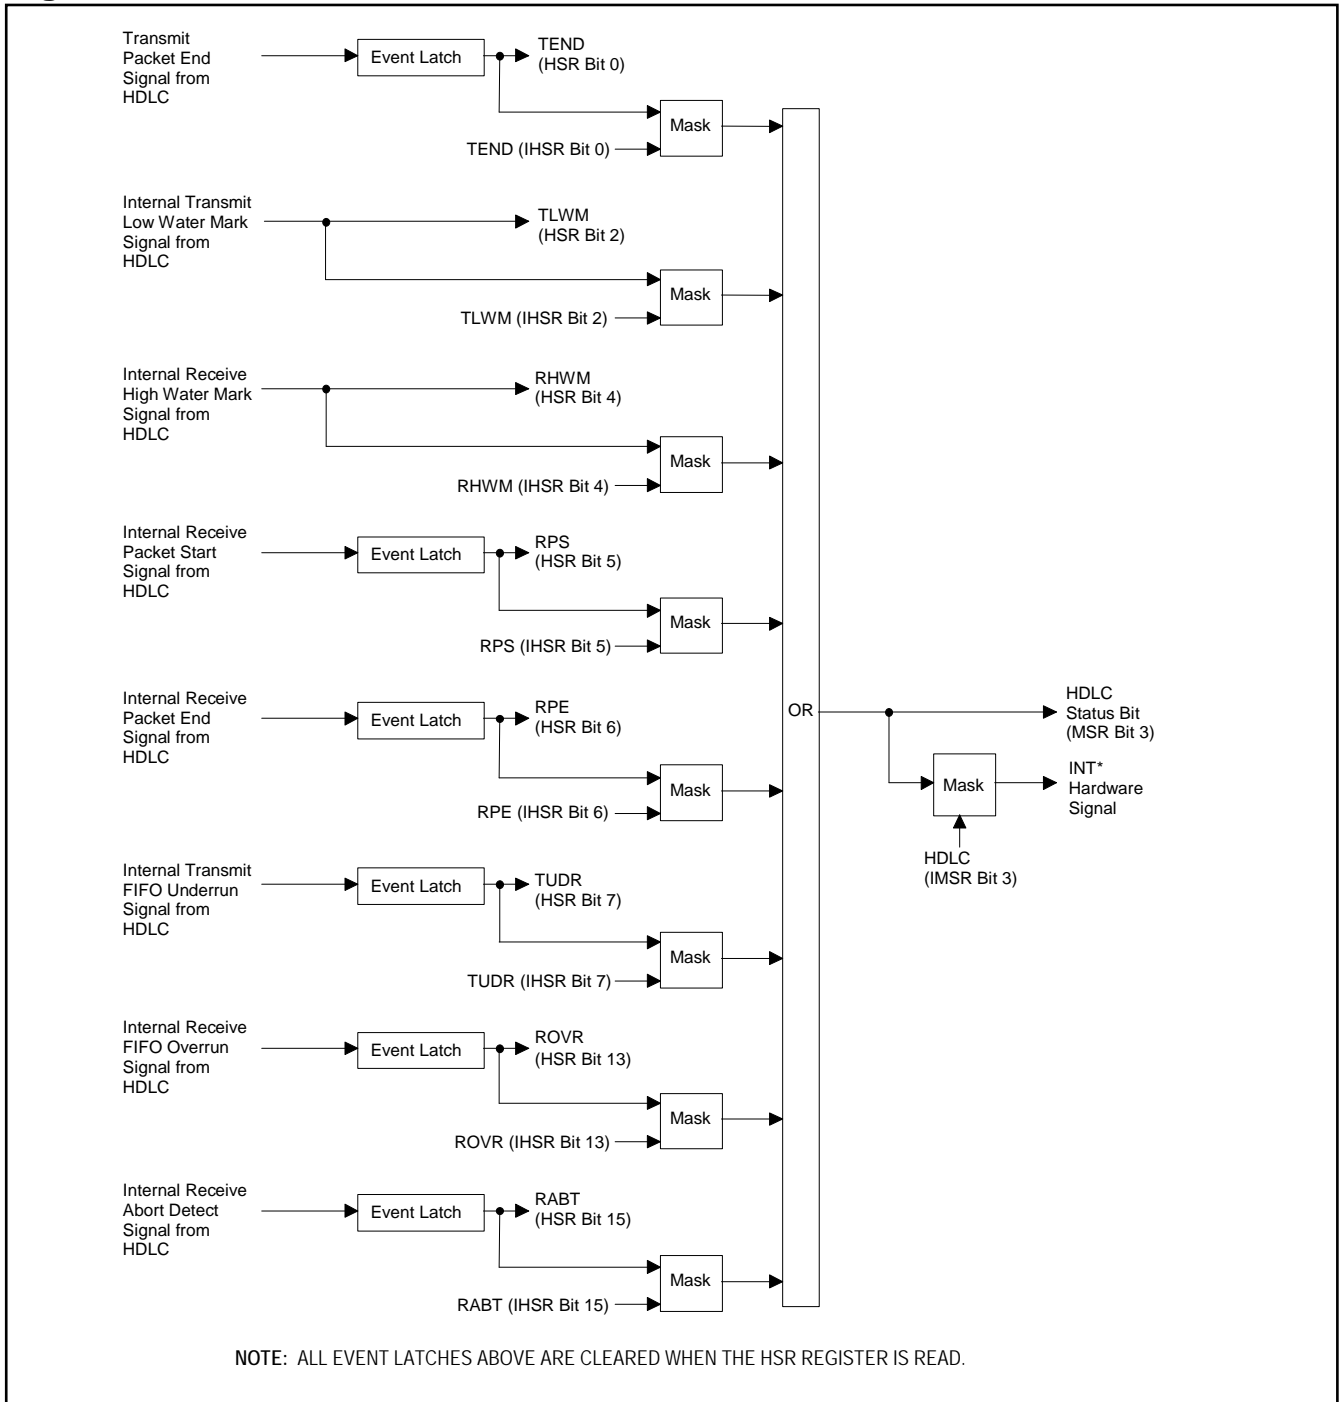 Transmit
Packet End
Signal from
HDLC
Event Latch
TEND
(HSR Bit 0)
Mask
TEND (IHSR Bit 0)
Internal Transmit
Low Water Mark
Signal from
HDLC
TLWM
(HSR Bit 2)
Mask
TLWM (IHSR Bit 2)
Internal Receive
High Water Mark
Signal from
HDLC
RHWM
(HSR Bit 4)
Mask
RHWM (IHSR Bit 4)
Internal Receive
Packet Start
Signal from
HDLC
Event Latch
RPS
(HSR Bit 5)
Mask
RPS (IHSR Bit 5)
Internal Receive
Packet End
Signal from
HDLC
Event Latch
RPE
(HSR Bit 6)
Mask
RPE (IHSR Bit 6)
Internal Transmit
FIFO Underrun
Signal from
HDLC
Event Latch
TUDR
(HSR Bit 7)
Mask
TUDR (IHSR Bit 7)
Internal Receive
FIFO Overrun
Signal from
HDLC
Event Latch
ROVR
(HSR Bit 13)
Mask
ROVR (IHSR Bit 13)
Internal Receive
Abort Detect
Signal from
HDLC
Event Latch
RABT
(HSR Bit 15)
Mask
RABT (IHSR Bit 15)
OR
HDLC
Status Bit
(MSR Bit 3)
Mask
INT*
Hardware
Signal
HDLC
(IMSR Bit 3)
NOTE: ALL EVENT LATCHES ABOVE ARE CLEARED WHEN THE HSR REGISTER IS READ.